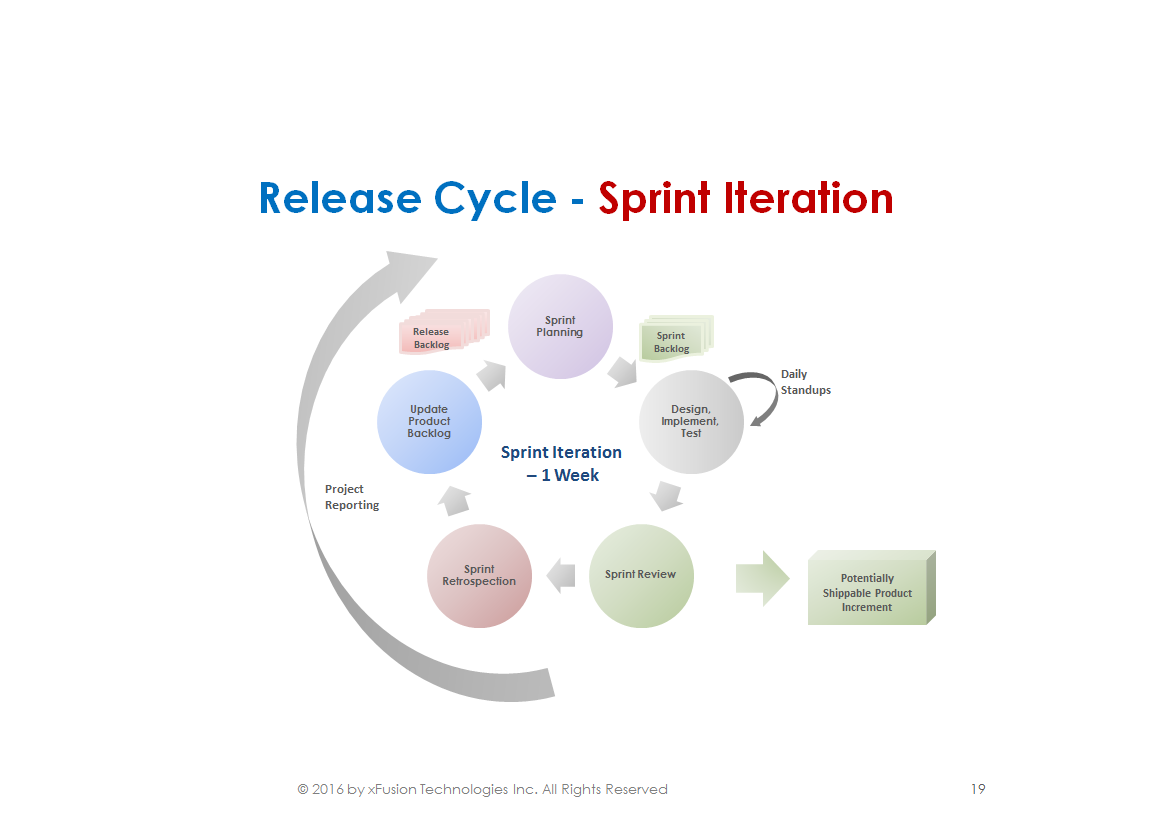 Release Cycle - Sprint Iteration
Sprint
Planning
Release
Backlog
Sprint
Backlog
Daily
Standups
Update
Product
Backlog
Design,
Implement,
Test
Sprint Iteration
– 1 Week
Project
Reporting
Sprint
Retrospection
Sprint Review
Potentially
Shippable Product
Increment
© 2016 by xFusion Technologies Inc. All Rights Reserved
19